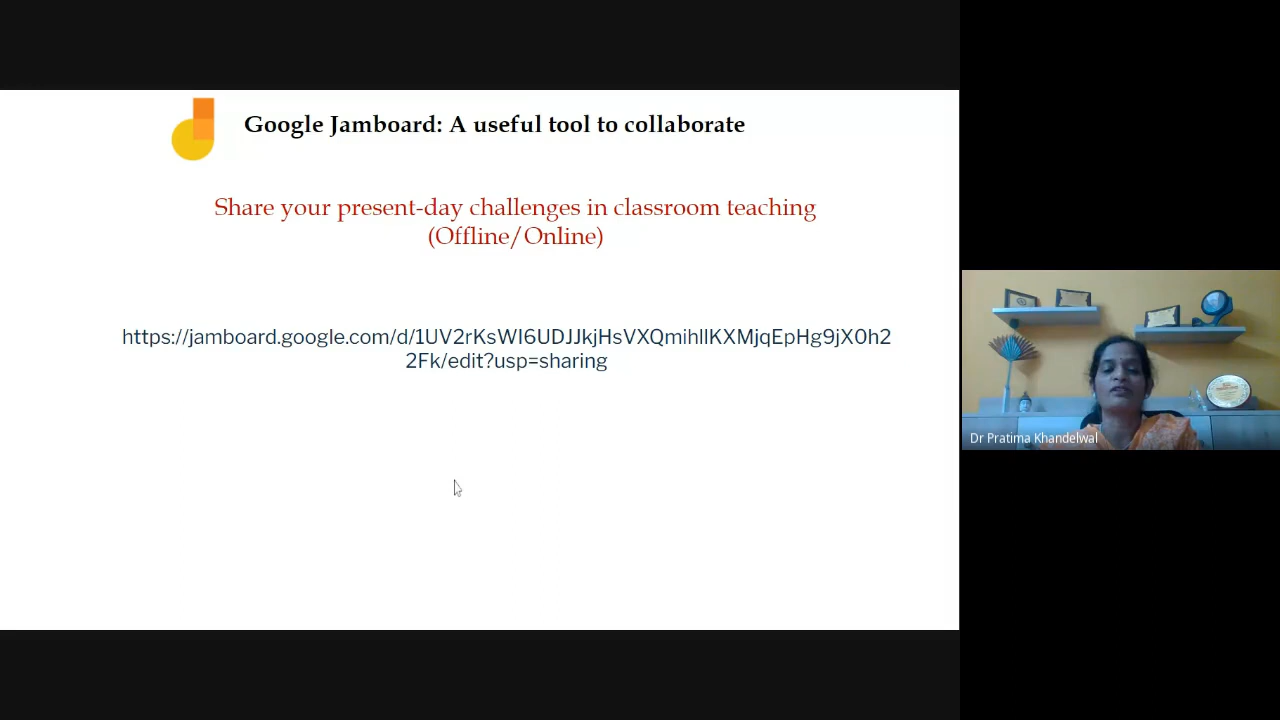 Google Jamboard: A useful tool to collaborate
Share your present-day challenges in classroom teaching
(Offline/Online)
https://jamboard.google.com/d/1UV2rKsWI6UDJJkjHsVXQmihllKXMjqEpHg9jX0h2
2Fk/edit?usp=sharing
Dr Pratima Khandelwal